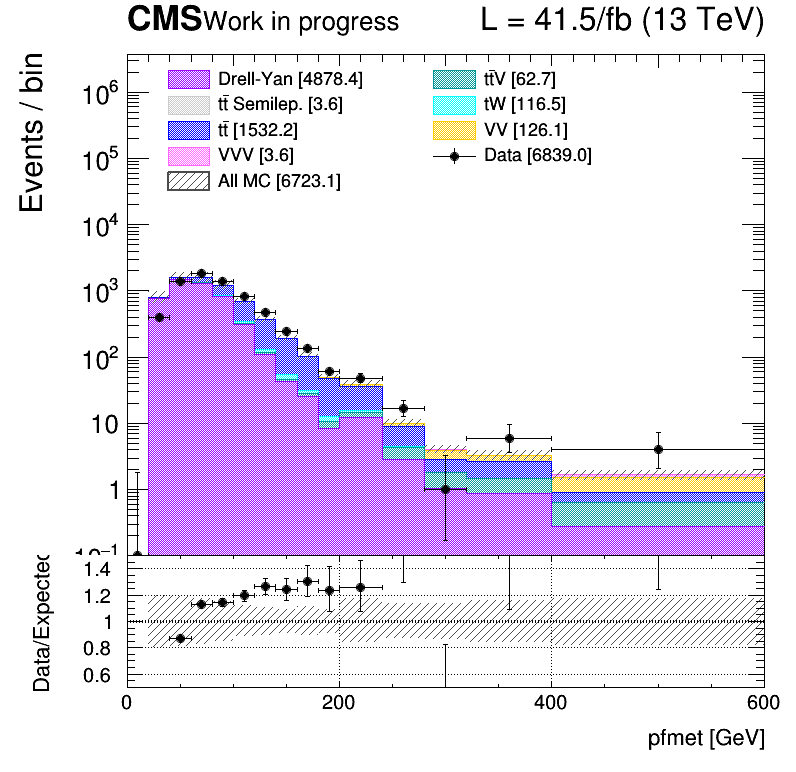 CMS Work in progress L = 41.5/fb (13 TeV)
Events / bin
Drell-Yan [4878.4]
tt̄ Semilep. [3.6]
tt̄ [1532.2]
VVV [3.6]
All MC [6723.1]
tt̄V [62.7]
tW [116.5]
VV [126.1]
Data [6839.0]
10⁶
10⁵
10⁴
10³
10²
10
1
10⁻¹
Data/Expected
1.4
1.2
1
0.8
0.6
0 200 400 600
pfmet [GeV]